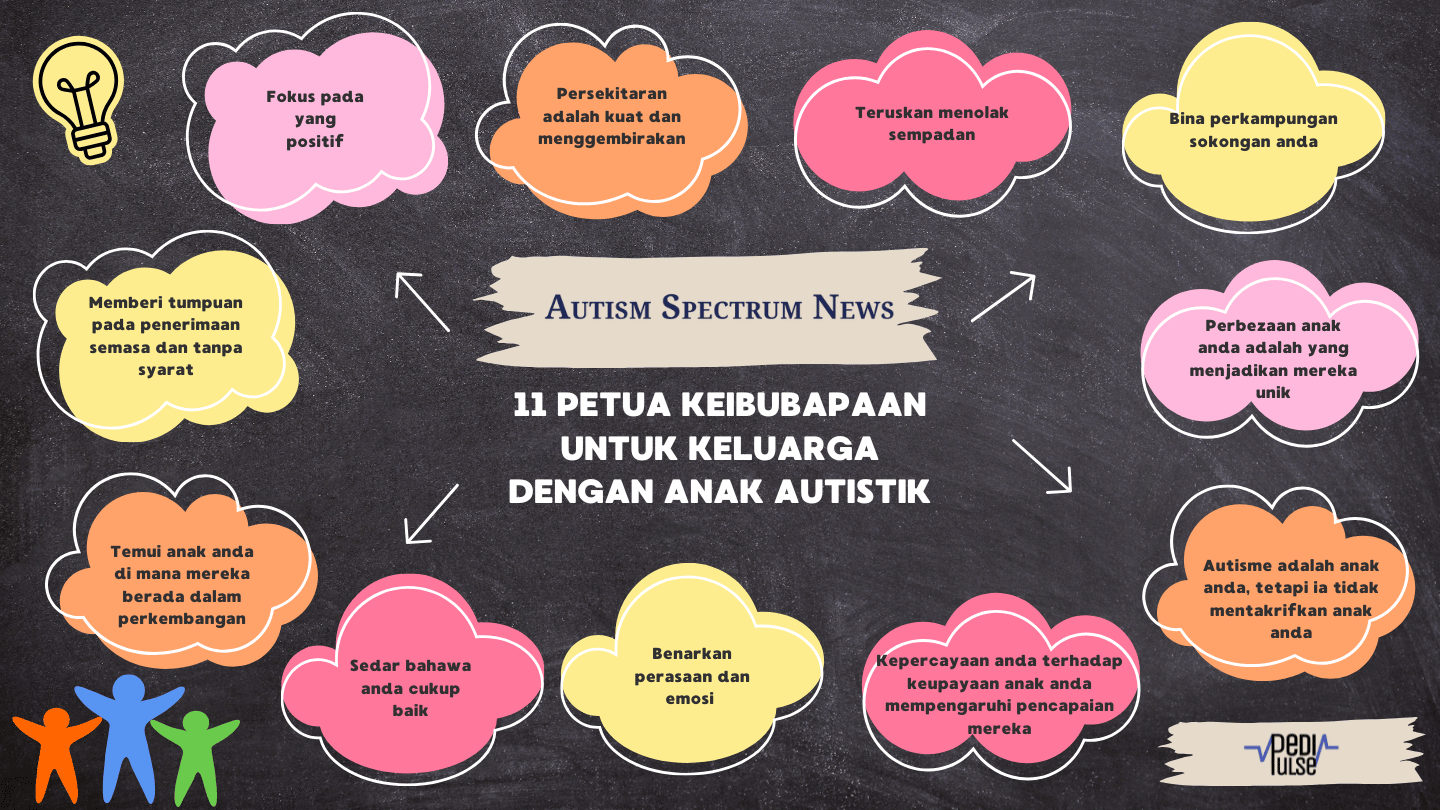 Fokus pada
yang
positif
Persekitaran
adalah kuat dan
menggembirakan
Teruskan menolak
sempadan
Bina perkampungan
sokongan anda
Memberi tumpuan
pada penerimaan
semasa dan tanpa
syarat
AUTISM SPECTRUM NEWS
11 PETUA KEIBUBAPAAN
UNTUK KELUARGA
DENGAN ANAK AUTISTIK
Perbezaan anak
anda adalah yang
menjadikan mereka
unik
Temui anak anda
di mana mereka
berada dalam
perkembangan
Sedar bahawa
anda cukup
baik
Benarkan
perasaan dan
emosi
Kepercayaan anda terhadap
keupayaan anak anda
mempengaruhi pencapaian
mereka
Autisme adalah anak
anda, tetapi ia tidak
mentakrifkan anak
anda
PEDI
PULSE